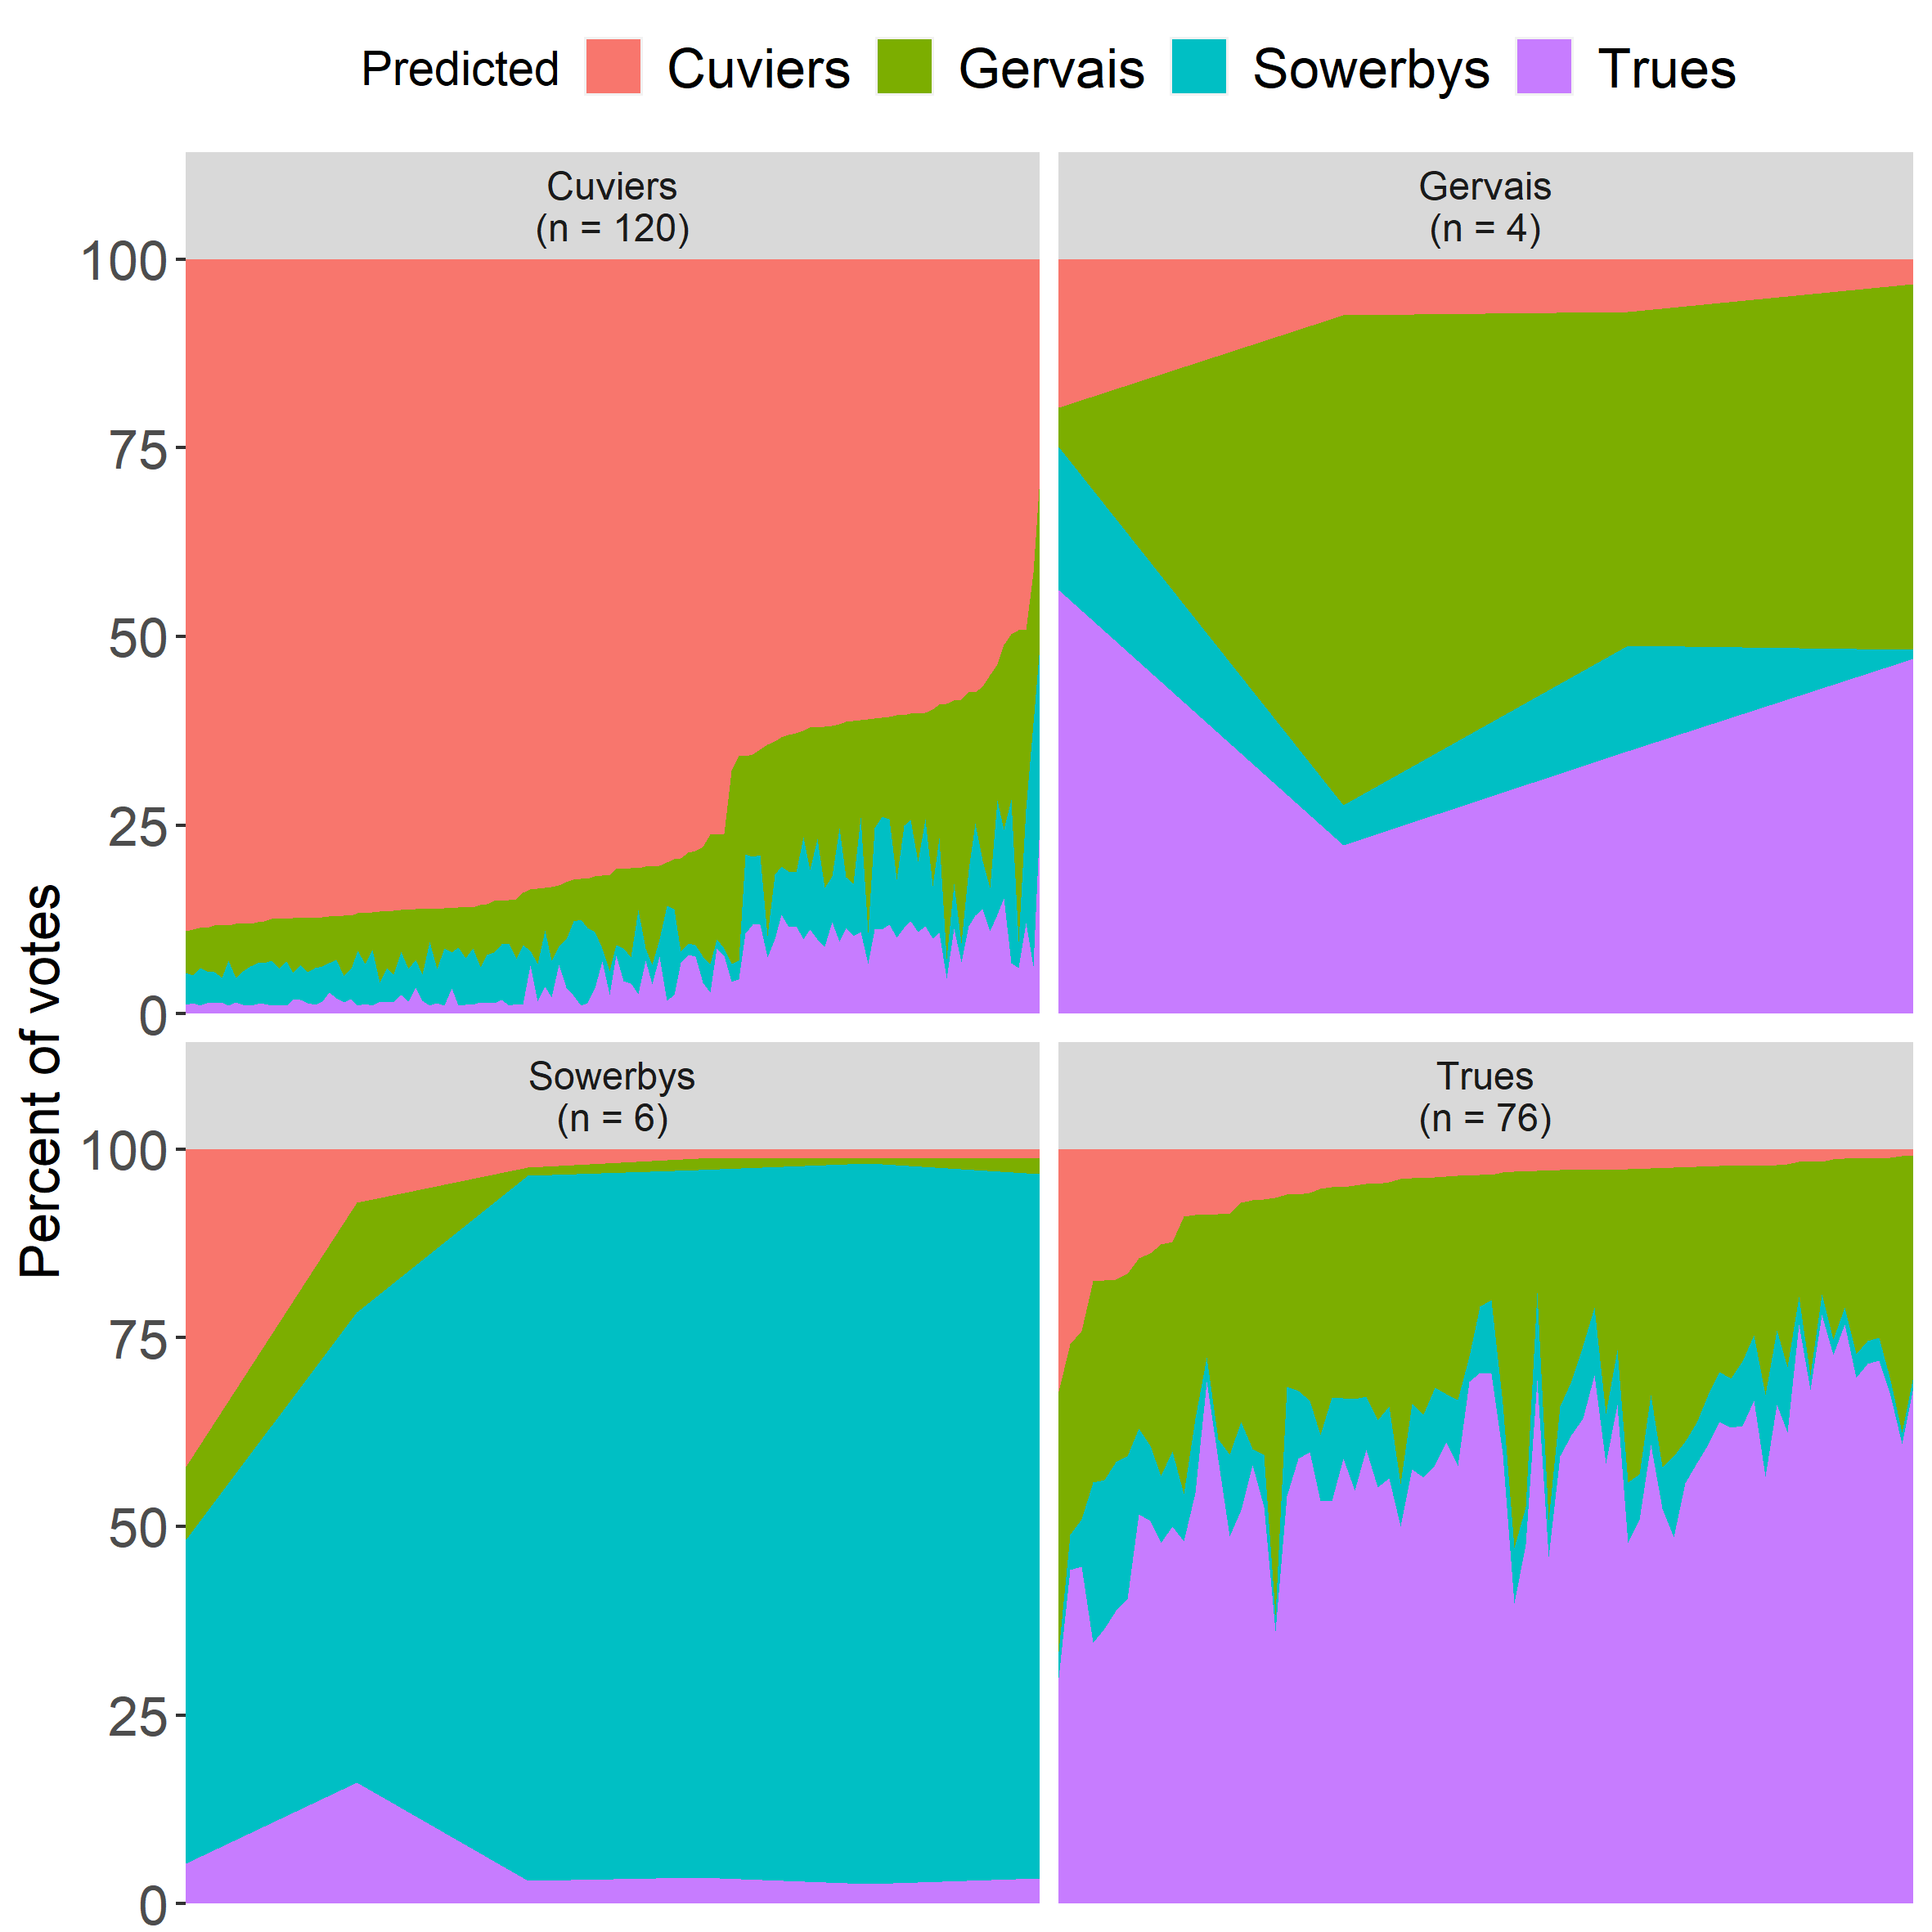 Predicted Cuviers Gervais Sowerbys Trues
Cuviers
(n = 120)
Gervais
(n = 4)
100
75
50
25
0
Percent of votes
Sowerbys
(n = 6)
Trues
(n = 76)
100
75
50
25
0